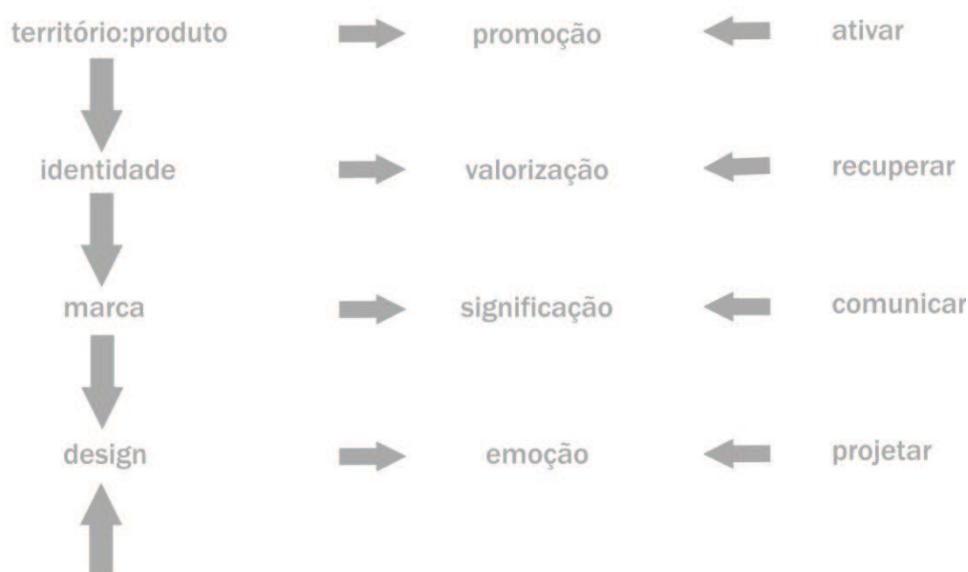 território:produto promoção ativar
identidade valorização recuperar
marca significação comunicar
design emoção projetar